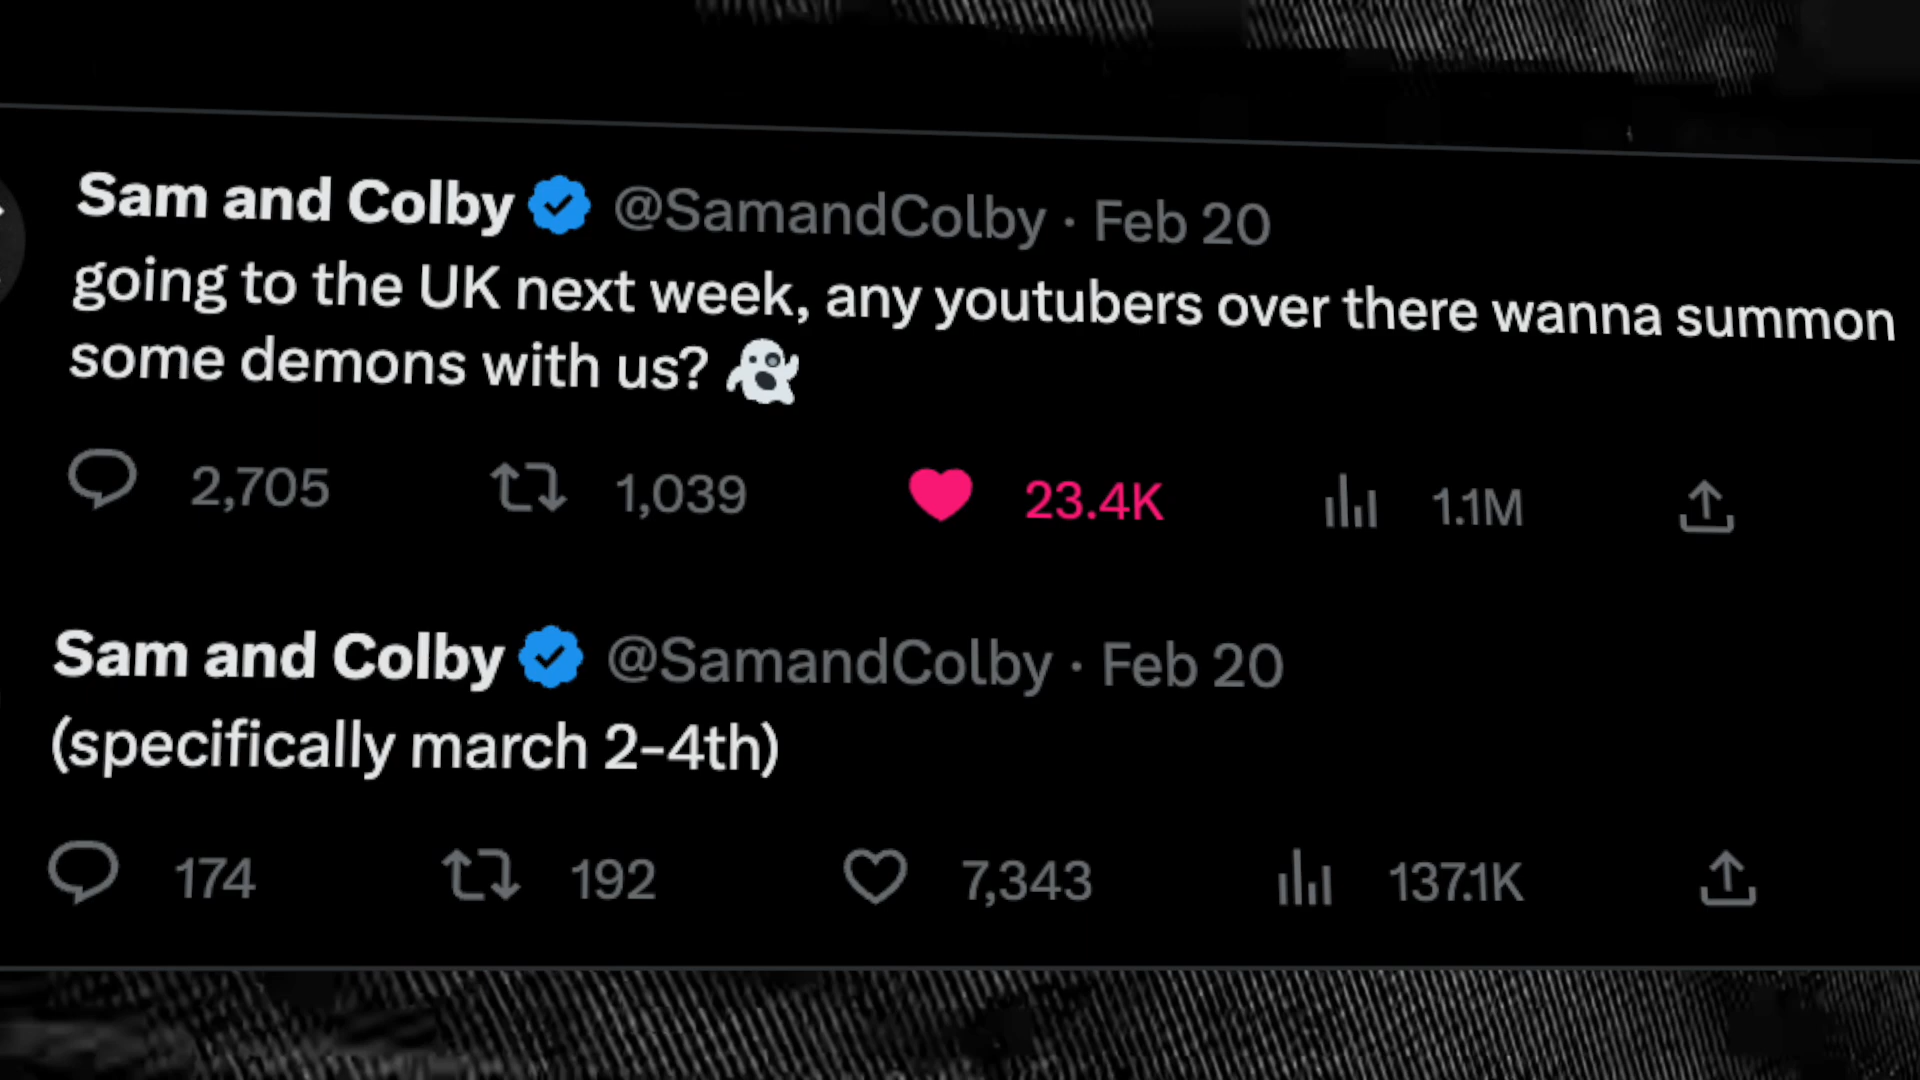 Sam and Colby @SamandColby · Feb 20
going to the UK next week, any youtubers over there wanna summon
some demons with us? 👻
2,705 1,039 23.4K 1.1M
Sam and Colby @SamandColby · Feb 20
(specifically march 2-4th)
174 192 7,343 137.1K